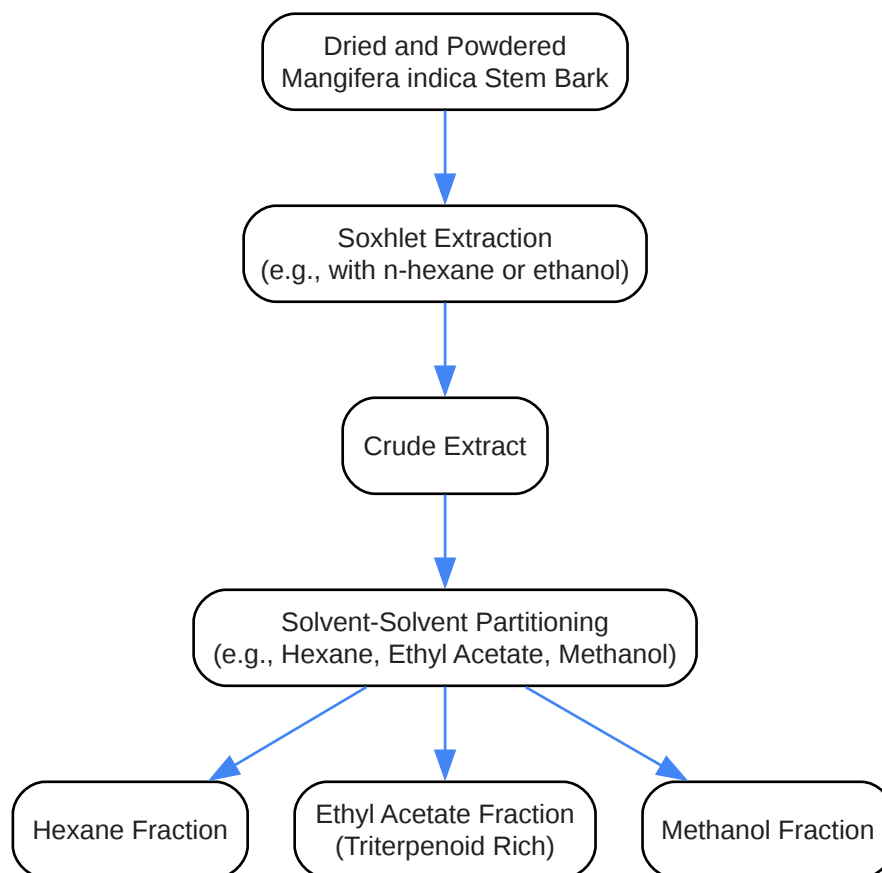 Dried and Powdered
Mangifera indica Stem Bark
Soxhlet Extraction
(e.g., with n-hexane or ethanol)
Crude Extract
Solvent-Solvent Partitioning
(e.g., Hexane, Ethyl Acetate, Methanol)
Hexane Fraction
Ethyl Acetate Fraction
(Triterpenoid Rich)
Methanol Fraction